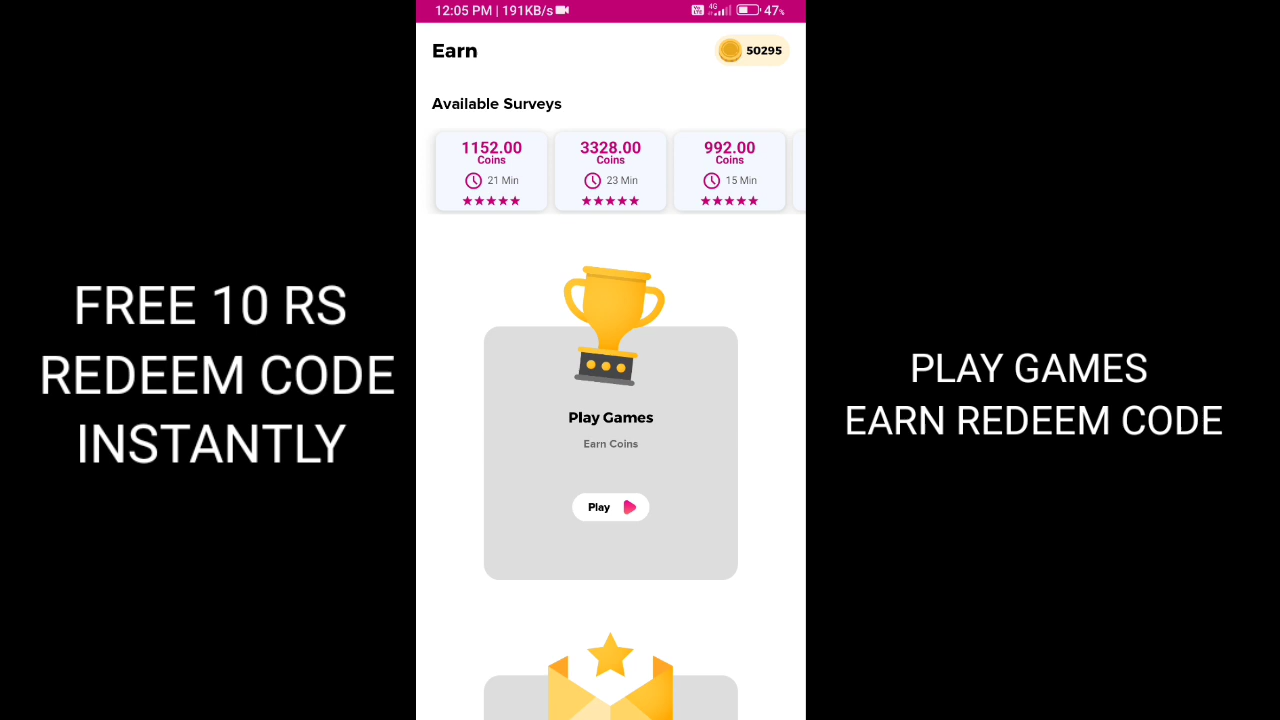 12:05 PM | 191KB/s
4G
47%
Earn
50295
Available Surveys
1152.00
Coins
21 Min
3328.00
Coins
23 Min
992.00
Coins
15 Min
FREE 10 RS
REDEEM CODE
INSTANTLY
Play Games
Earn Coins
Play
PLAY GAMES
EARN REDEEM CODE